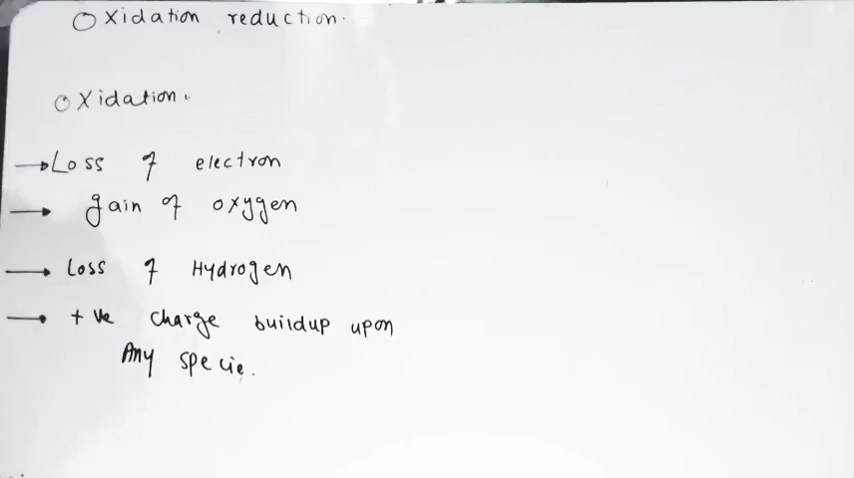 Oxidation reduction.
Oxidation.
→ Loss of electron
→ gain of oxygen
→ Loss of Hydrogen
→ +ve charge buildup upon
Any specie.